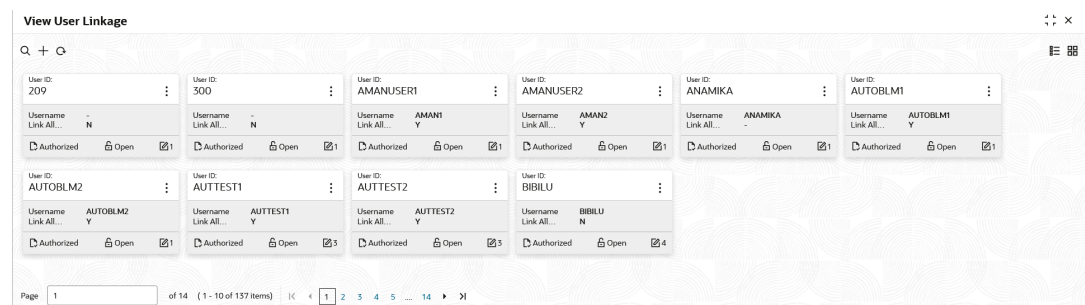 View User Linkage
User ID:
209
Username -
Link All... N
Authorized Open 1
User ID:
300
Username -
Link All... N
Authorized Open 1
User ID:
AMANUSER1
Username AMAN1
Link All... Y
Authorized Open 1
User ID:
AMANUSER2
Username AMAN2
Link All... Y
Authorized Open 1
User ID:
ANAMIKA
Username ANAMIKA
Link All... -
Authorized Open 1
User ID:
AUTOBLM1
Username AUTOBLM1
Link All... Y
Authorized Open 1
User ID:
AUTOBLM2
Username AUTOBLM2
Link All... Y
Authorized Open 1
User ID:
AUTTEST1
Username AUTTEST1
Link All... Y
Authorized Open 3
User ID:
AUTTEST2
Username AUTTEST2
Link All... Y
Authorized Open 3
User ID:
BIBILU
Username BIBILU
Link All... N
Authorized Open 4
Page 1 of 14 ( 1 - 10 of 137 items) 1 2 3 4 5 .... 14